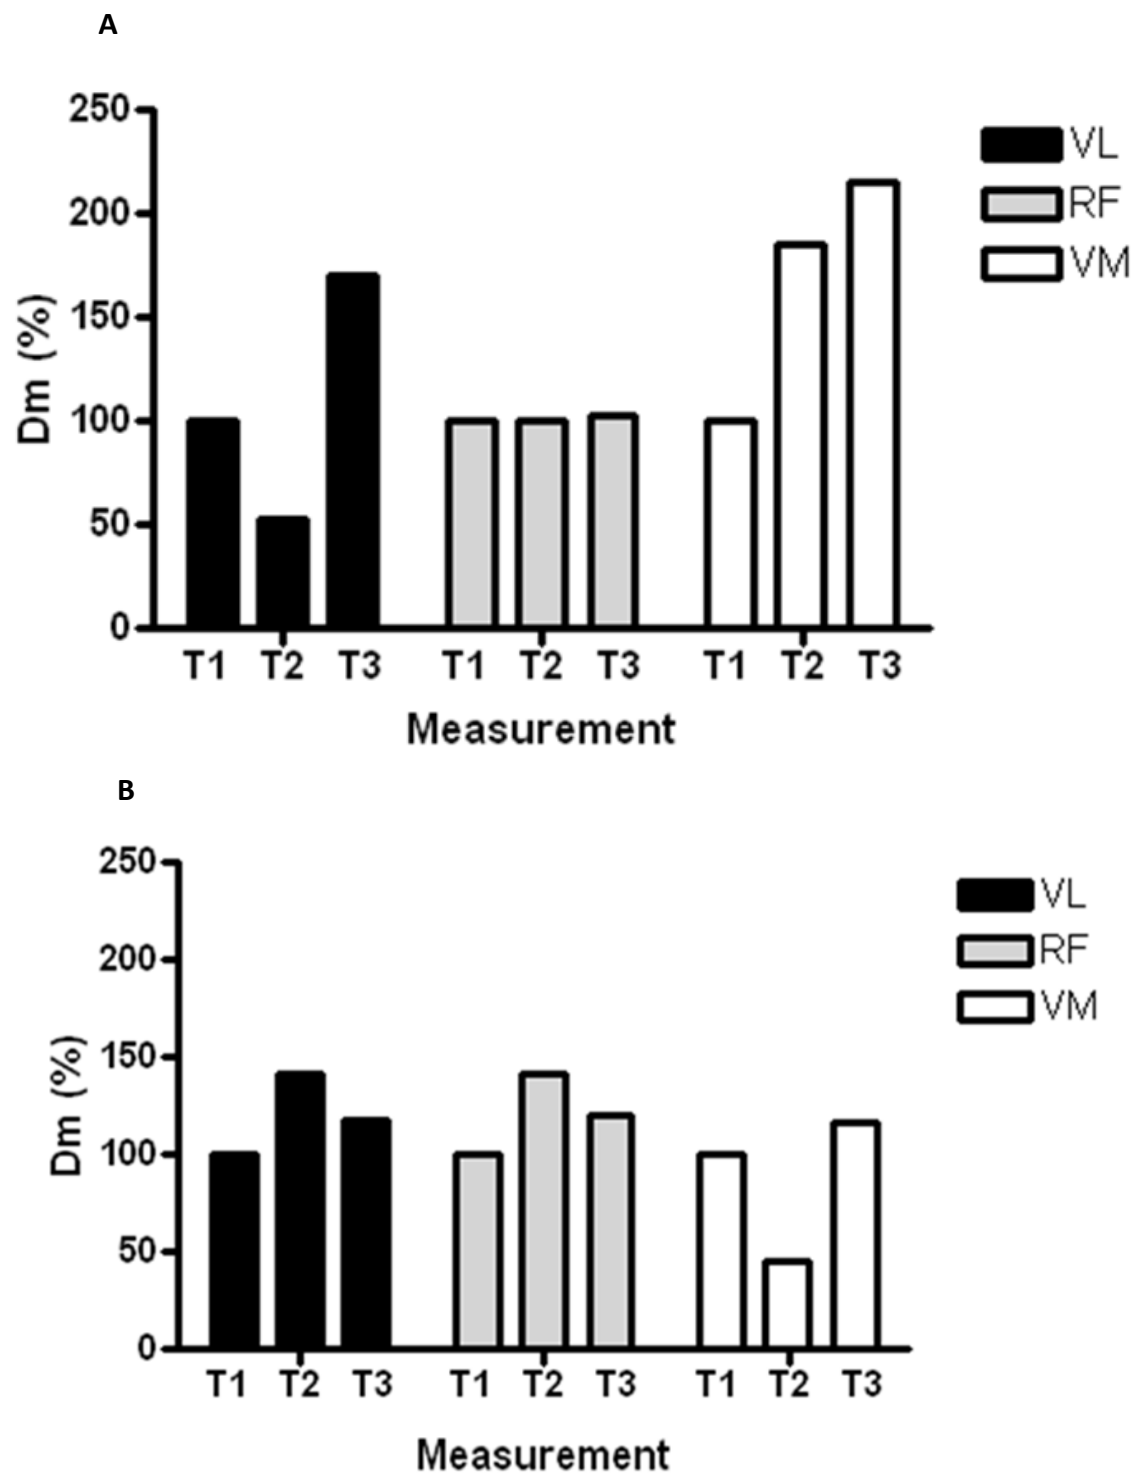 A
250
200
150
100
50
0
Dm (%)
VL
RF
VM
T1 T2 T3 T1 T2 T3 T1 T2 T3
Measurement
B
250
200
150
100
50
0
Dm (%)
VL
RF
VM
T1 T2 T3 T1 T2 T3 T1 T2 T3
Measurement